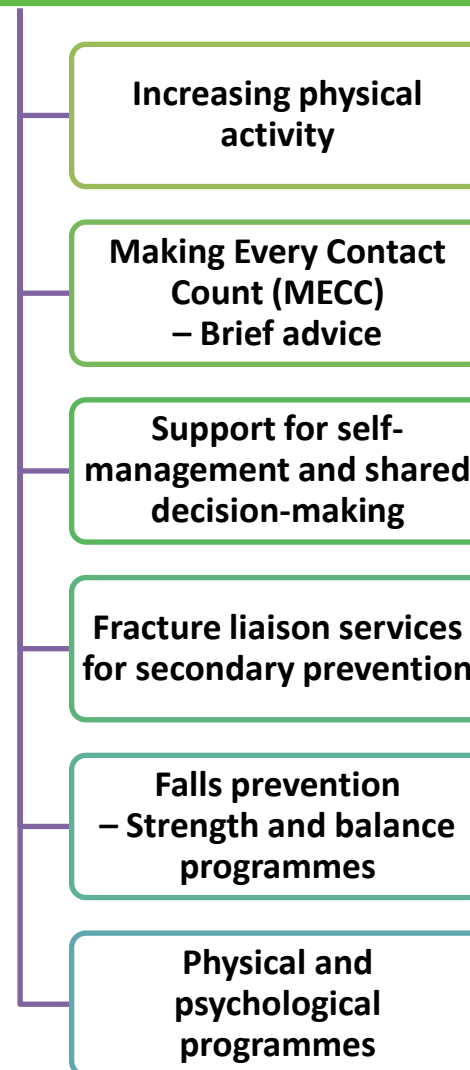 Increasing physical
activity
Making Every Contact
Count (MECC)
– Brief advice
Support for self-
management and shared
decision-making
Fracture liaison services
for secondary prevention
Falls prevention
– Strength and balance
programmes
Physical and
psychological
programmes